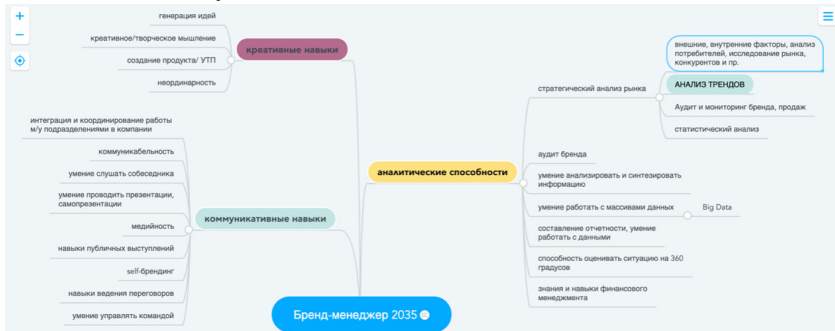 генерация идей
креативное/творческое мышление
создание продукта/ УТП
неординарность
креативные навыки
интеграция и координирование работы
м/у подразделениями в компании
коммуникабельность
умение слушать собеседника
умение проводить презентации,
самопрезентации
медийность
навыки публичных выступлений
self-брендинг
навыки ведения переговоров
умение управлять командой
коммуникативные навыки
Бренд-менеджер 2035
аналитические способности
стратегический анализ рынка
внешние, внутренние факторы, анализ
потребителей, исследование рынка,
конкурентов и пр.
АНАЛИЗ ТРЕНДОВ
Аудит и мониторинг бренда, продаж
статистический анализ
аудит бренда
умение анализировать и синтезировать
информацию
умение работать с массивами данных
Big Data
составление отчетности, умение
работать с данными
способность оценивать ситуацию на 360
градусов
знания и навыки финансового
менеджмента